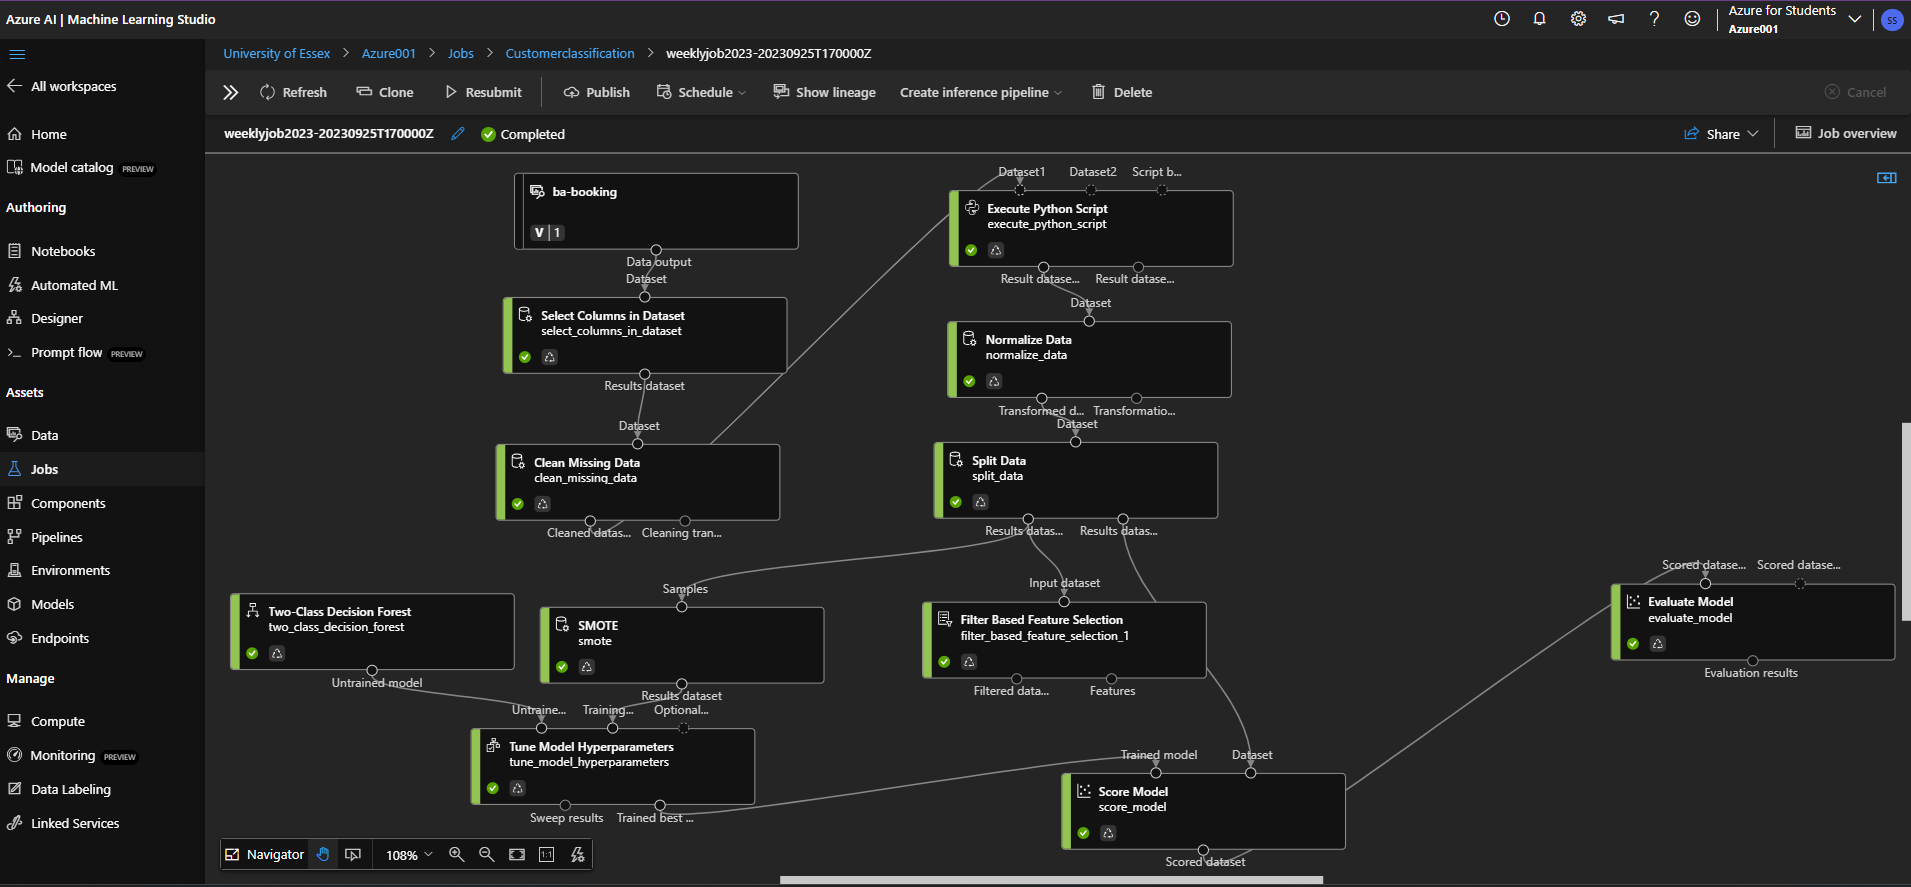 Azure AI | Machine Learning Studio
Azure for Students
Azure001
SS
All workspaces
Home
Model catalog PREVIEW
Authoring
Notebooks
Automated ML
Designer
Prompt flow PREVIEW
Assets
Data
Jobs
Components
Pipelines
Environments
Models
Endpoints
Manage
Compute
Monitoring PREVIEW
Data Labeling
Linked Services
University of Essex > Azure001 > Jobs > Customerclassification > weeklyjob2023-20230925T170000Z
Refresh Clone Resubmit Publish Schedule Show lineage Create inference pipeline Delete Cancel
weeklyjob2023-20230925T170000Z Completed Share Job overview
ba-booking
V | 1
Data output
Dataset
Select Columns in Dataset
select_columns_in_dataset
Results dataset
Dataset
Clean Missing Data
clean_missing_data
Cleaned datas... Cleaning tran...
Dataset1 Dataset2 Script b...
Execute Python Script
execute_python_script
Result datase... Result datase...
Dataset
Normalize Data
normalize_data
Transformed d... Transformatio...
Dataset
Split Data
split_data
Results datas... Results datas...
Samples
SMOTE
smote
Results dataset
Two-Class Decision Forest
two_class_decision_forest
Untrained model
Input dataset
Filter Based Feature Selection
filter_based_feature_selection_1
Filtered data... Features
Untraine... Training... Optional...
Tune Model Hyperparameters
tune_model_hyperparameters
Sweep results Trained best ...
Trained model Dataset
Score Model
score_model
Scored dataset
Scored datase... Scored datase...
Evaluate Model
evaluate_model
Evaluation results
Navigator 108% 1:1